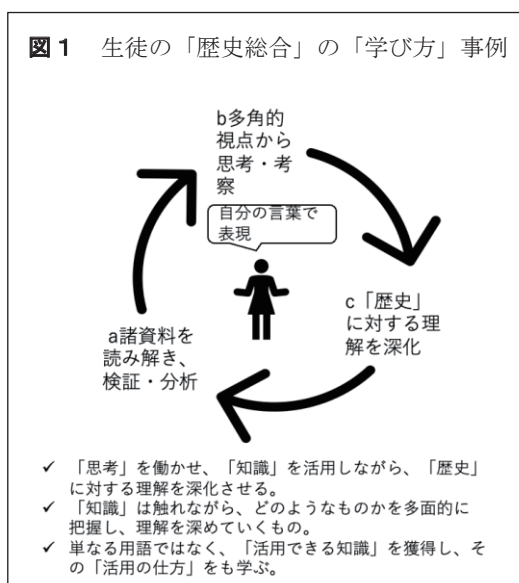 図1 生徒の「歴史総合」の「学び方」事例
b多角的
視点から
思考・考
察
自分の言葉で
表現
c「歴史」
に対する理
解を深化
a諸資料を
読み解き、
検証・分析
✓ 「思考」を働かせ、「知識」を活用しながら、「歴史」
に対する理解を深化させる。
✓ 「知識」は触れながら、どのようなものかを多面的に
把握し、理解を深めていくもの。
✓ 単なる用語ではなく、「活用できる知識」を獲得し、そ
の「活用の仕方」をも学ぶ。